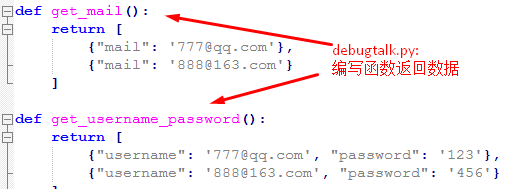 def get_mail():
    return [
        {"mail": '777@qq.com'},
        {"mail": '888@163.com'}
    ]
debugtalk.py:
编写函数返回数据
def get_username_password():
    return [
        {"username": '777@qq.com', "password": '123'},
        {"username": '888@163.com', "password": '456'}
    ]